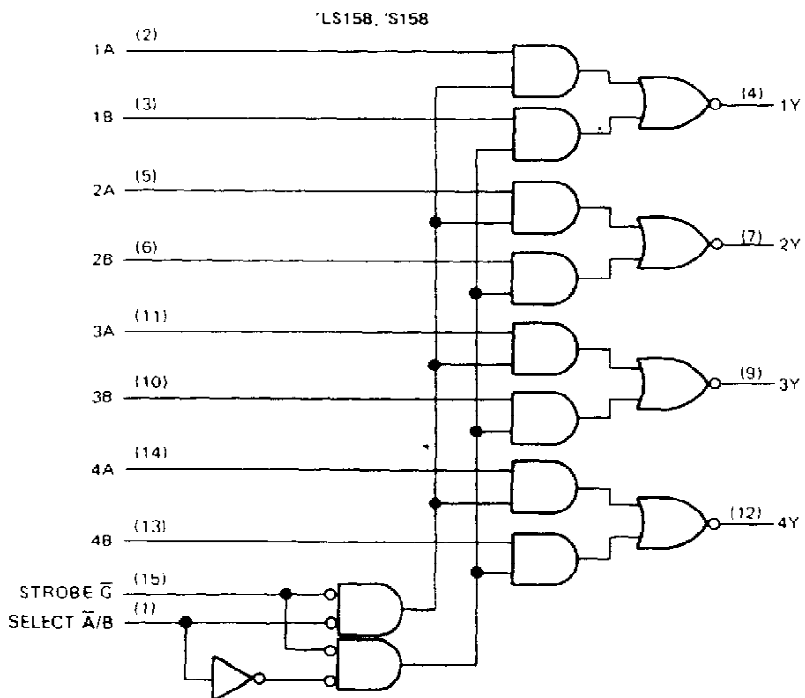 'LS158, 'S158
1A (2)
1B (3)
(4) 1Y
2A (5)
2B (6)
(7) 2Y
3A (11)
3B (10)
(9) 3Y
4A (14)
4B (13)
(12) 4Y
STROBE G̅ (15)
SELECT A̅/B (1)